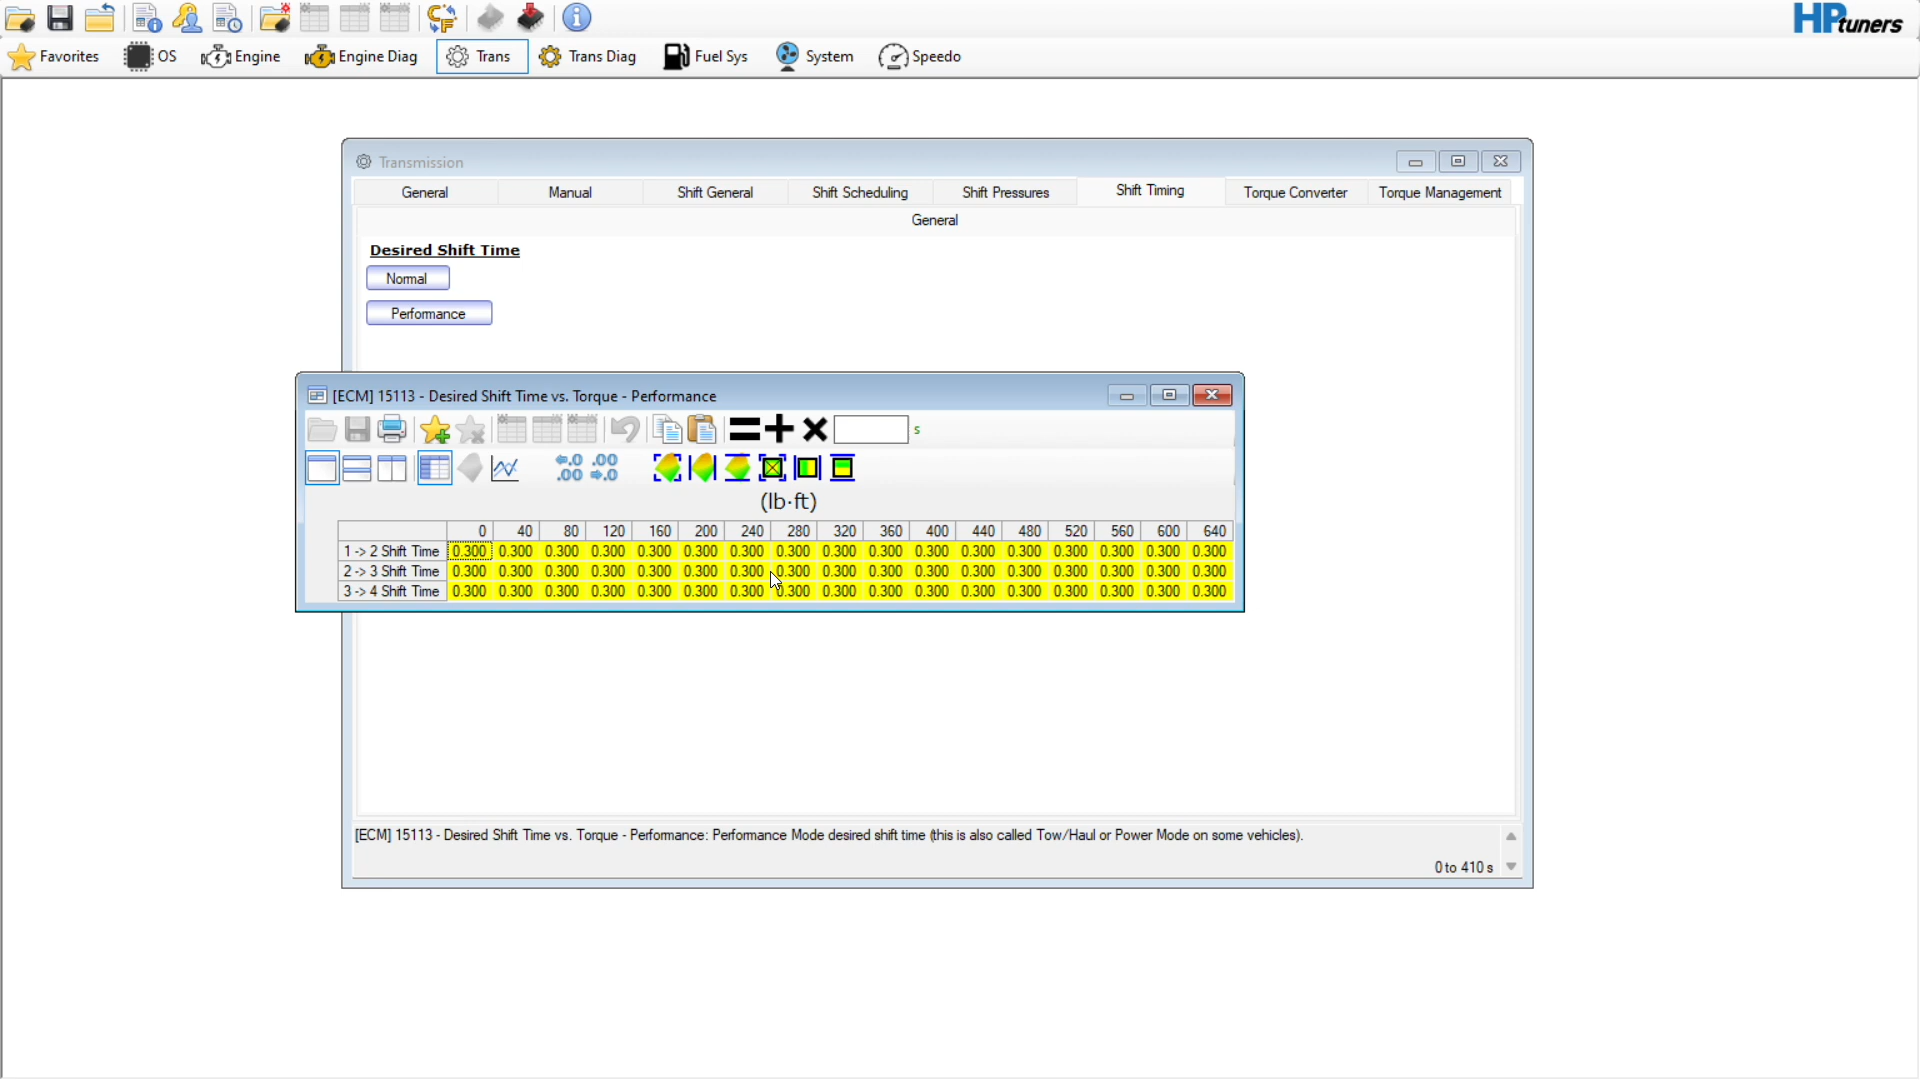 HPtuners
Favorites OS Engine Engine Diag Trans Trans Diag Fuel Sys System Speedo
Transmission
General Manual Shift General Shift Scheduling Shift Pressures Shift Timing Torque Converter Torque Management
General
Desired Shift Time
Normal
Performance
[ECM] 15113 - Desired Shift Time vs. Torque - Performance
s
(lb·ft)
0 40 80 120 160 200 240 280 320 360 400 440 480 520 560 600 640
1 -> 2 Shift Time 0.300 0.300 0.300 0.300 0.300 0.300 0.300 0.300 0.300 0.300 0.300 0.300 0.300 0.300 0.300 0.300 0.300
2 -> 3 Shift Time 0.300 0.300 0.300 0.300 0.300 0.300 0.300 0.300 0.300 0.300 0.300 0.300 0.300 0.300 0.300 0.300 0.300
3 -> 4 Shift Time 0.300 0.300 0.300 0.300 0.300 0.300 0.300 0.300 0.300 0.300 0.300 0.300 0.300 0.300 0.300 0.300 0.300
[ECM] 15113 - Desired Shift Time vs. Torque - Performance: Performance Mode desired shift time (this is also called Tow/Haul or Power Mode on some vehicles).
0 to 410 s